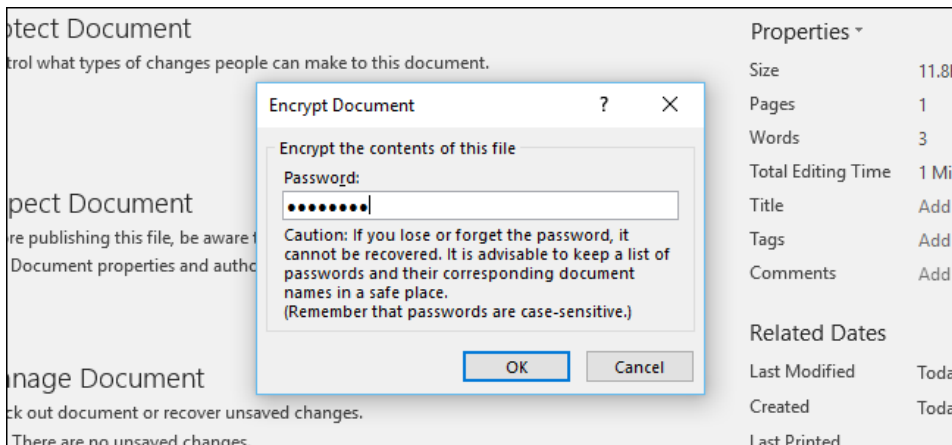 otect Document
trol what types of changes people can make to this document.
pect Document
re publishing this file, be aware t
Document properties and autho
anage Document
ck out document or recover unsaved changes.
There are no unsaved changes
Encrypt Document ? X
Encrypt the contents of this file
Password:
••••••••
Caution: If you lose or forget the password, it
cannot be recovered. It is advisable to keep a list of
passwords and their corresponding document
names in a safe place.
(Remember that passwords are case-sensitive.)
OK Cancel
Properties
Size 11.8
Pages 1
Words 3
Total Editing Time 1 Mi
Title Add
Tags Add
Comments Add
Related Dates
Last Modified Toda
Created Toda
Last Printed